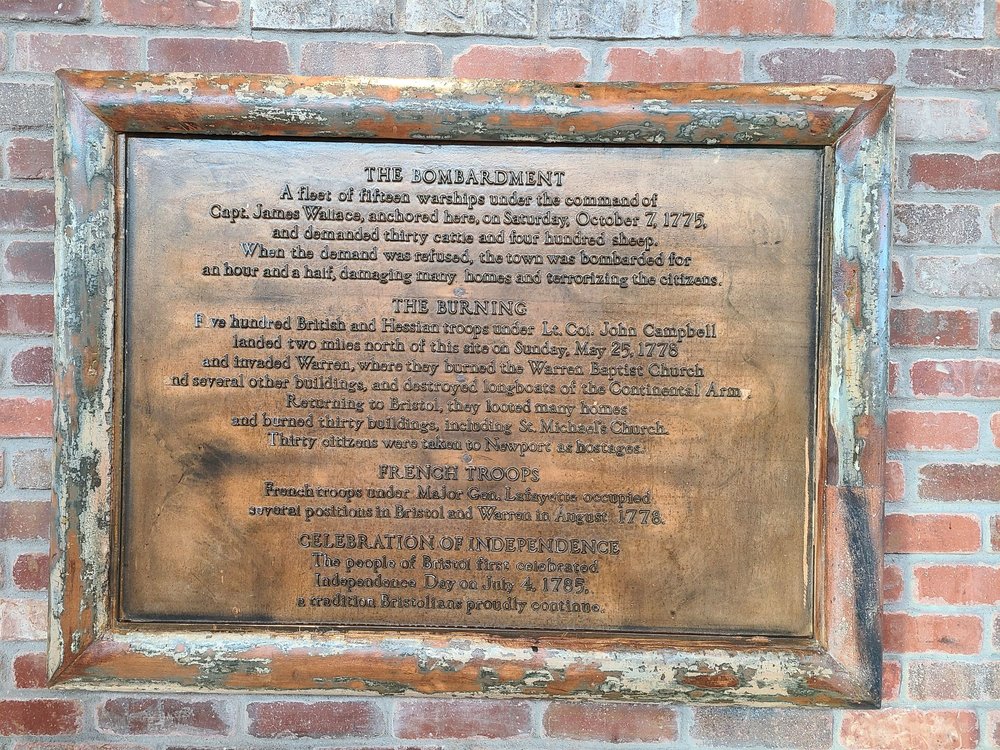 THE BOMBARDMENT
A fleet of fifteen warships under the command of
Capt. James Wallace, anchored here, on Saturday, October 7, 1775,
and demanded thirty cattle and four hundred sheep.
When the demand was refused, the town was bombarded for
an hour and a half, damaging many homes and terrorizing the citizens.
THE BURNING
Five hundred British and Hessian troops under Lt. Col. John Campbell
landed two miles north of this site on Sunday, May 25, 1778
and invaded Warren, where they burned the Warren Baptist Church
nd several other buildings, and destroyed longboats of the Continental Arm
Returning to Bristol, they looted many homes
and burned thirty buildings, including St. Michael's Church.
Thirty citizens were taken to Newport as hostages.
FRENCH TROOPS
French troops under Major Gen. Lafayette occupied
several positions in Bristol and Warren in August 1778.
CELEBRATION OF INDEPENDENCE
The people of Bristol first celebrated
Independence Day on July 4, 1785,
a tradition Bristolians proudly continue.